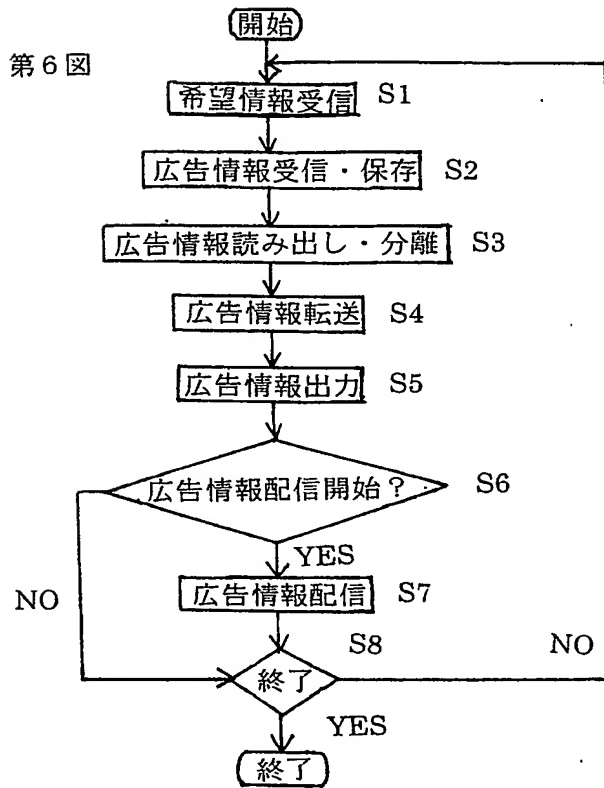 開始
第6図
希望情報受信 S1
広告情報受信・保存 S2
広告情報読み出し・分離 S3
広告情報転送 S4
広告情報出力 S5
広告情報配信開始？ S6
YES
広告情報配信 S7
NO
S8
終了
NO
YES
終了